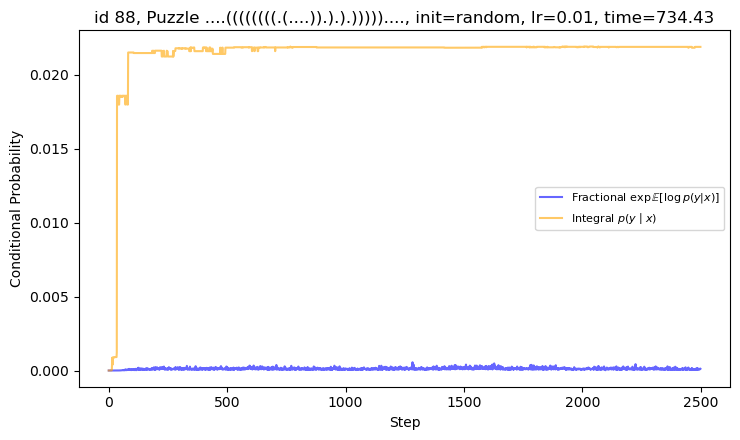 id 88, Puzzle ....((((((((.(....)).).).)))))...., init=random, lr=0.01, time=734.43
Conditional Probability
0.020
0.015
0.010
0.005
0.000
Fractional exp𝔼[log p(y|x)]
Integral p(y | x)
0
500
1000
1500
2000
2500
Step